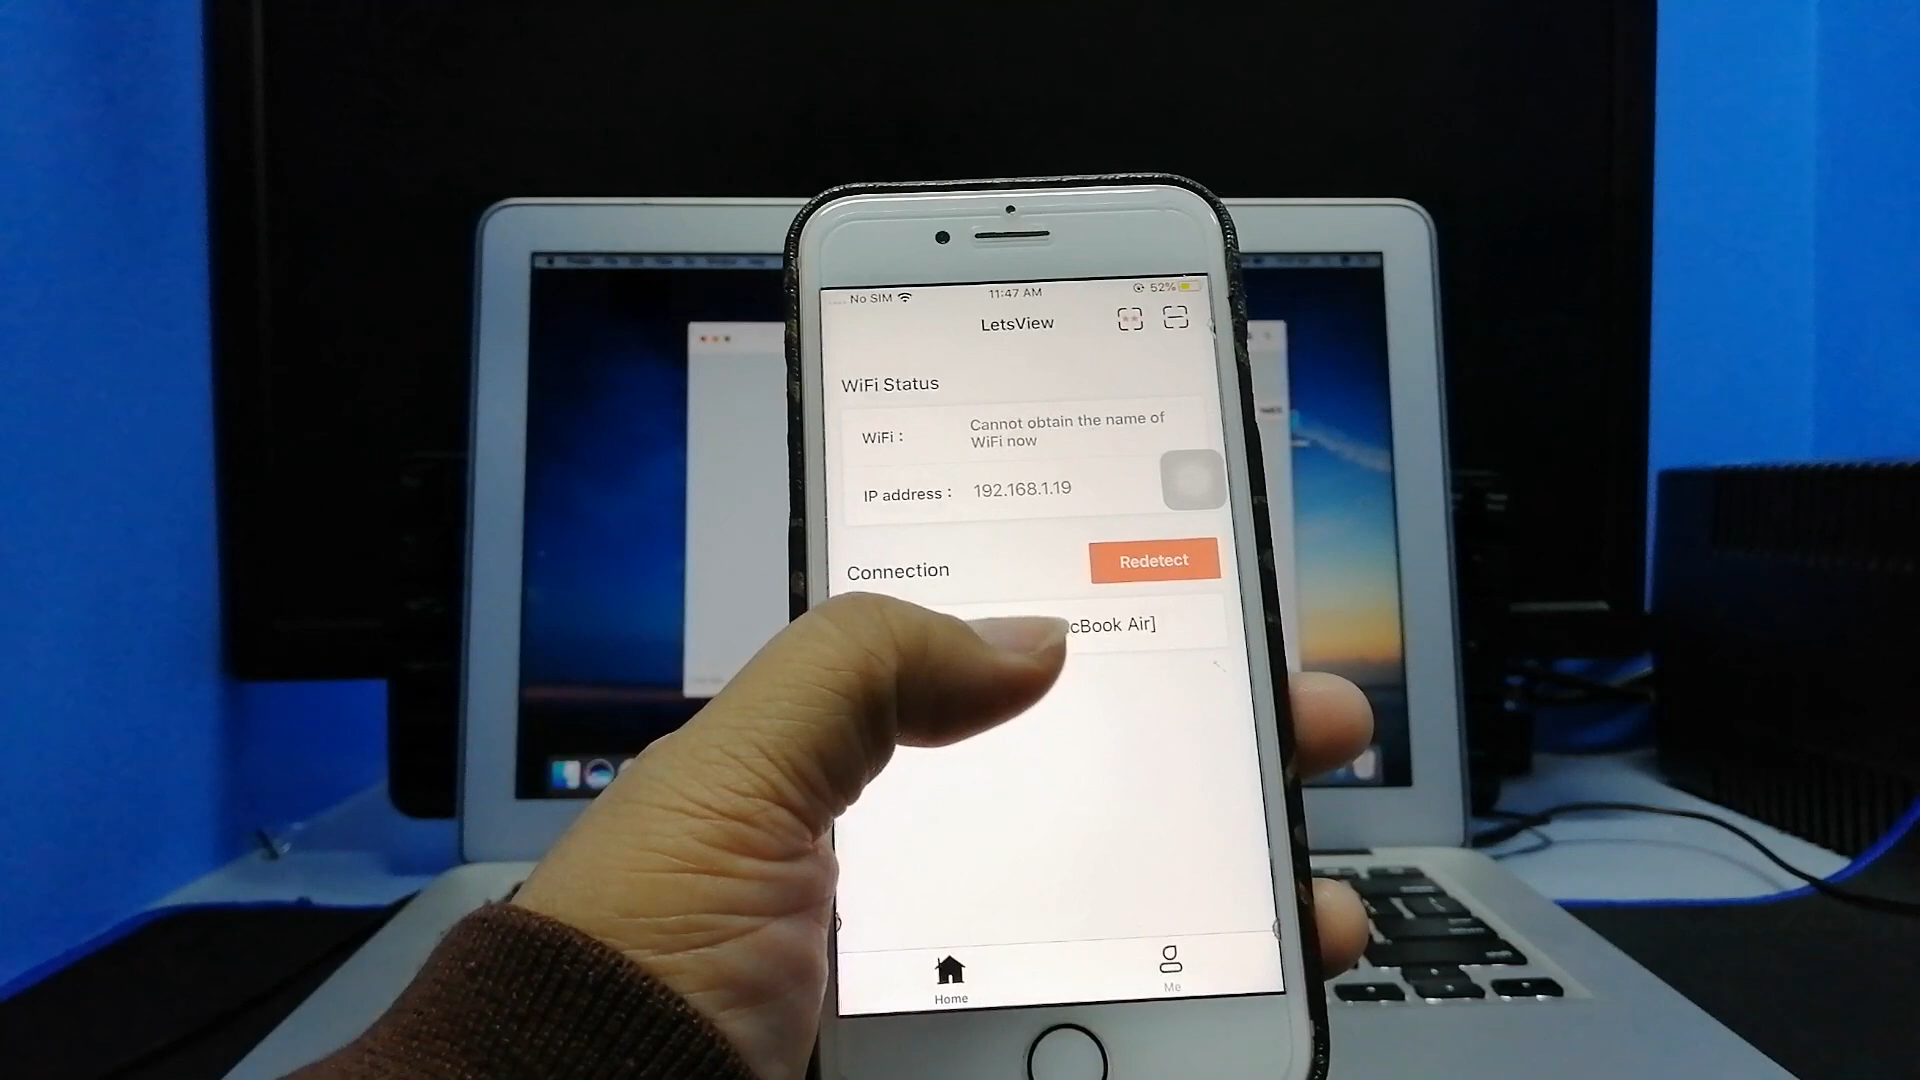 No SIM 11:47 AM 52%
LetsView
WiFi Status
WiFi : Cannot obtain the name of
WiFi now
IP address : 192.168.1.19
Connection Redetect
cBook Air]
Home Me